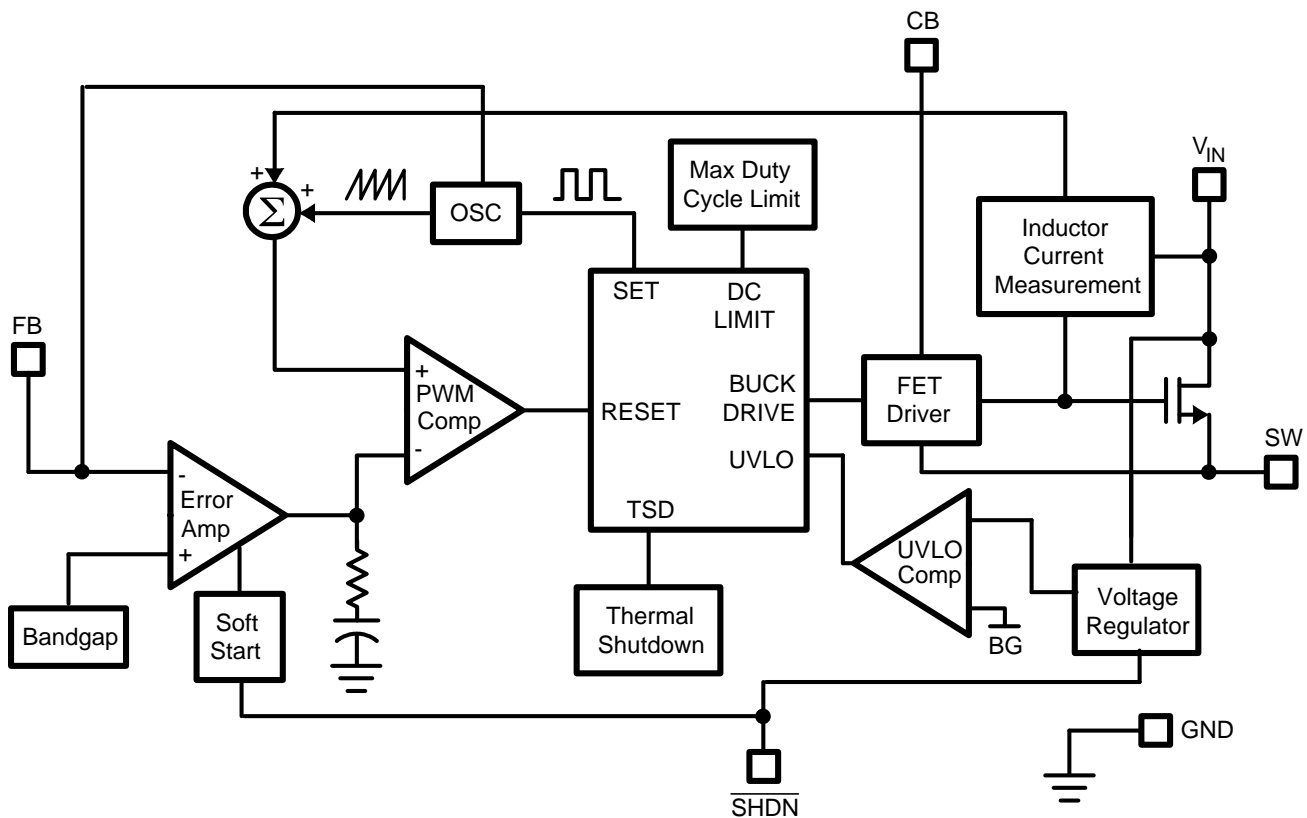 CB
V_IN
+
+
Σ
OSC
Max Duty
Cycle Limit
Inductor
Current
Measurement
SET
DC
LIMIT
FB
+
PWM
Comp
-
RESET
BUCK
DRIVE
FET
Driver
UVLO
SW
-
Error
Amp
+
TSD
UVLO
Comp
BG
Bandgap
Soft
Start
Thermal
Shutdown
Voltage
Regulator
GND
SHDN